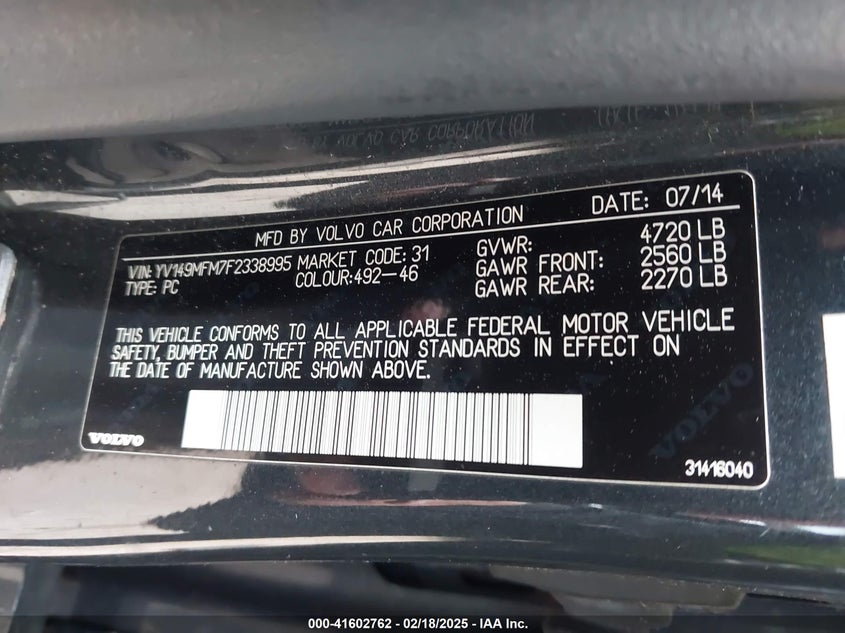 MFD BY VOLVO CAR CORPORATION DATE: 07/14
VIN: YV149MFM7F2338995 MARKET CODE: 31 GVWR: 4720 LB
TYPE: PC COLOUR:492-46 GAWR FRONT: 2560 LB
GAWR REAR: 2270 LB
THIS VEHICLE CONFORMS TO ALL APPLICABLE FEDERAL MOTOR VEHICLE
SAFETY, BUMPER AND THEFT PREVENTION STANDARDS IN EFFECT ON
THE DATE OF MANUFACTURE SHOWN ABOVE.
VOLVO
VOLVO
31416040
000-41602762 - 02/18/2025 - IAA Inc.